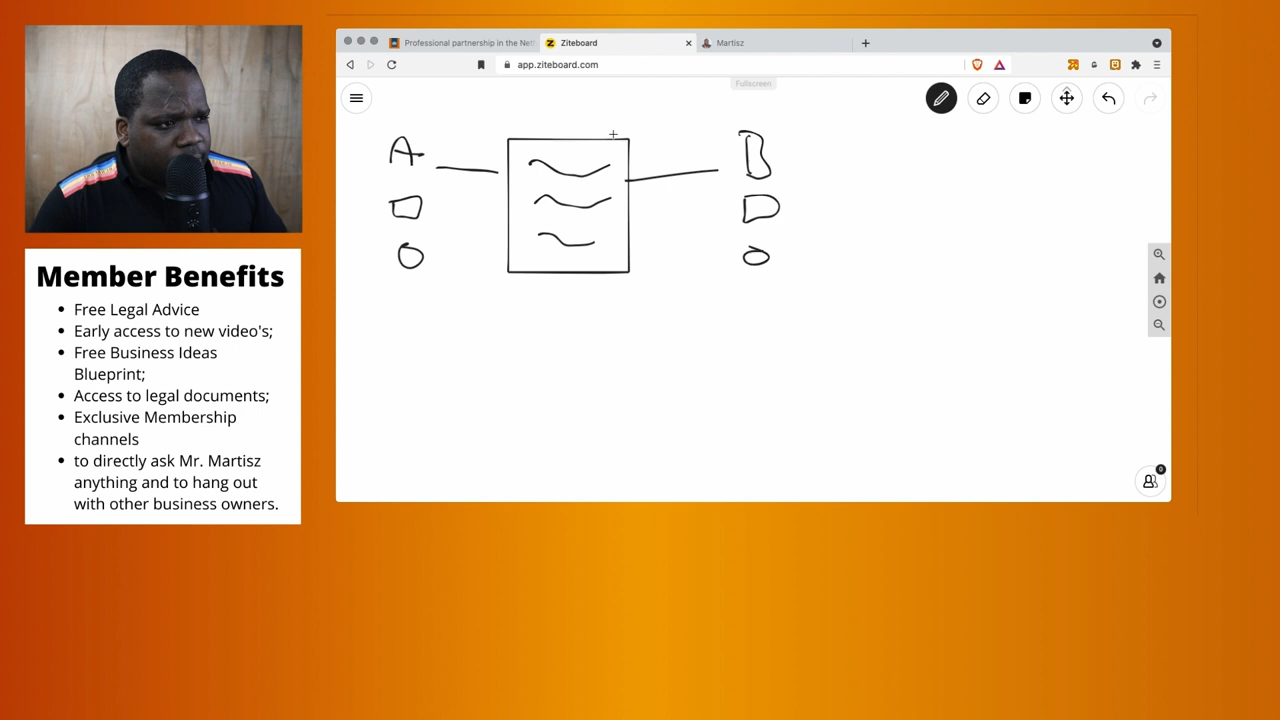 Professional partnership in the Net
Ziteboard
Martisz
app.ziteboard.com
Fullscreen
A
B
0
Member Benefits
Free Legal Advice
Early access to new video's;
Free Business Ideas
Blueprint;
Access to legal documents;
Exclusive Membership
channels
to directly ask Mr. Martisz
anything and to hang out
with other business owners.